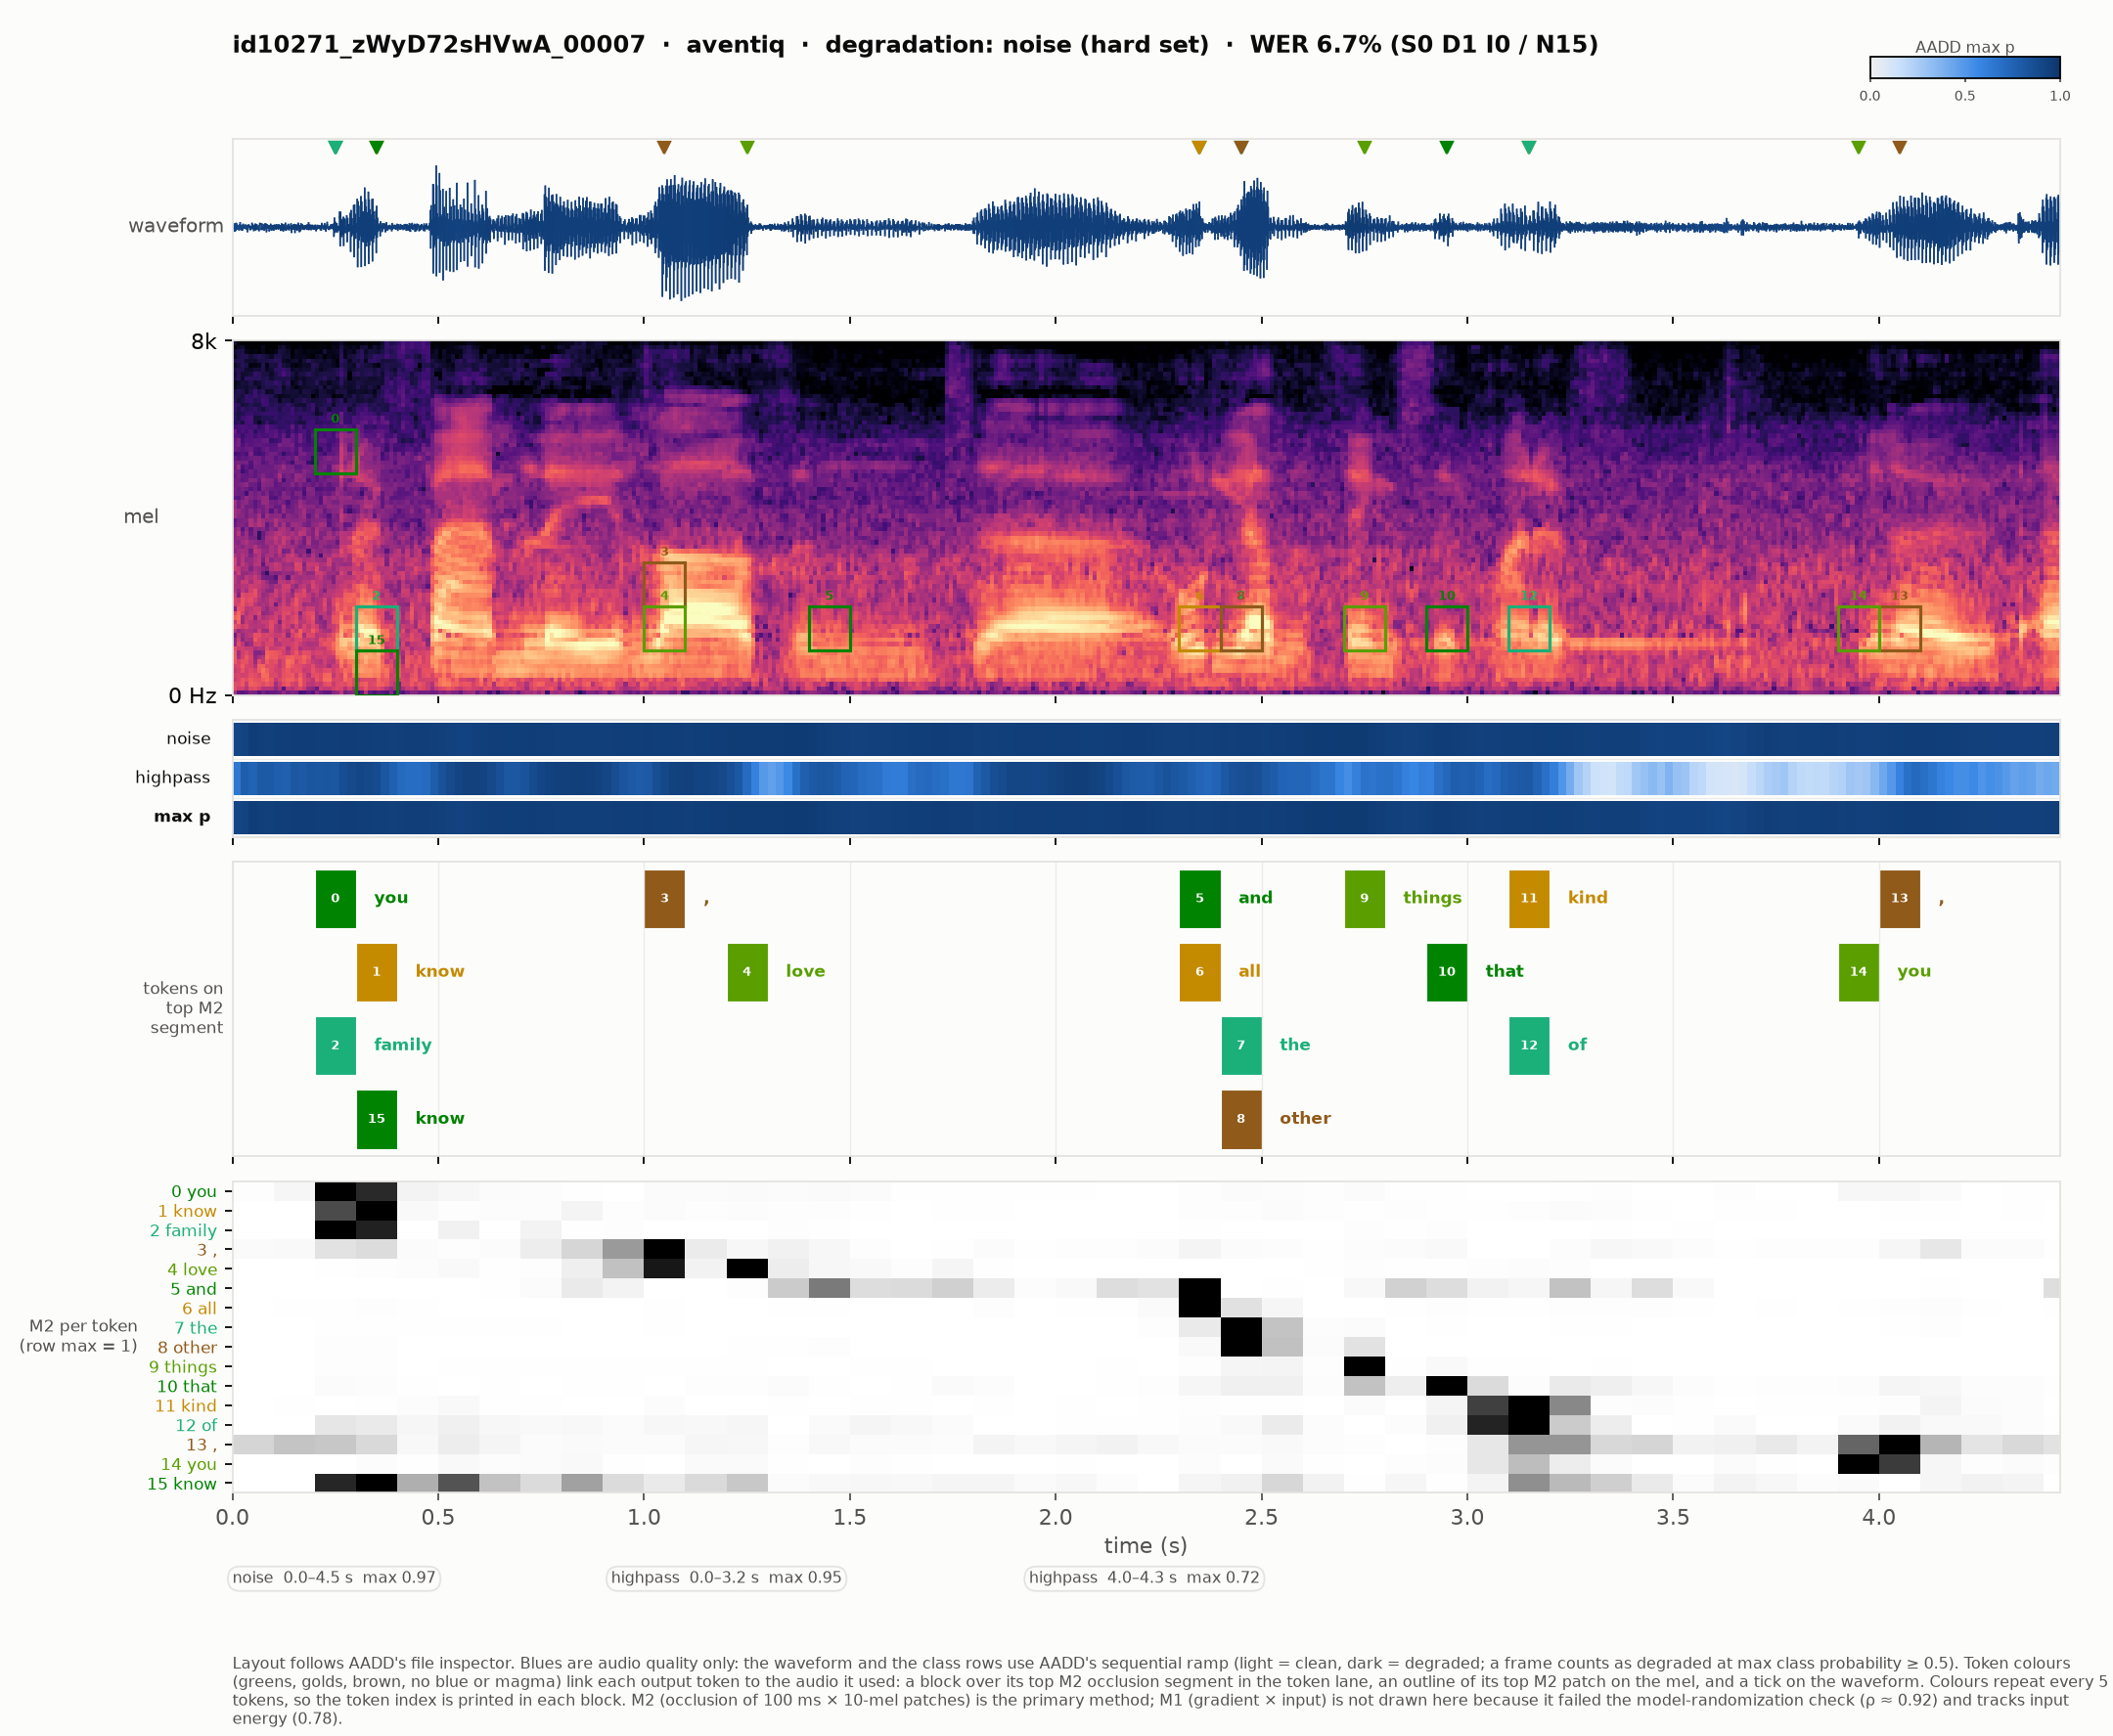 id10271_zWyD72sHVwA_00007 · aventiq · degradation: noise (hard set) · WER 6.7% (S0 D1 I0 / N15)
AADD max p
0.0 0.5 1.0
waveform
8k
mel
0 Hz
0
3
2 4 5 8 9 10 12 14 13
15
noise
highpass
max p
tokens on
top M2
segment
0 you 3 , 5 and 9 things 11 kind 13 ,
1 know 4 love 6 all 10 that 14 you
2 family 7 the 12 of
15 know 8 other
M2 per token
(row max = 1)
0 you
1 know
2 family
3 ,
4 love
5 and
6 all
7 the
8 other
9 things
10 that
11 kind
12 of
13 ,
14 you
15 know
0.0 0.5 1.0 1.5 2.0 2.5 3.0 3.5 4.0
time (s)
noise 0.0–4.5 s max 0.97 highpass 0.0–3.2 s max 0.95 highpass 4.0–4.3 s max 0.72
Layout follows AADD's file inspector. Blues are audio quality only: the waveform and the class rows use AADD's sequential ramp (light = clean, dark = degraded; a frame counts as degraded at max class probability ≥ 0.5). Token colours
(greens, golds, brown, no blue or magma) link each output token to the audio it used: a block over its top M2 occlusion segment in the token lane, an outline of its top M2 patch on the mel, and a tick on the waveform. Colours repeat every 5
tokens, so the token index is printed in each block. M2 (occlusion of 100 ms × 10-mel patches) is the primary method; M1 (gradient × input) is not drawn here because it failed the model-randomization check (ρ ≈ 0.92) and tracks input
energy (0.78).